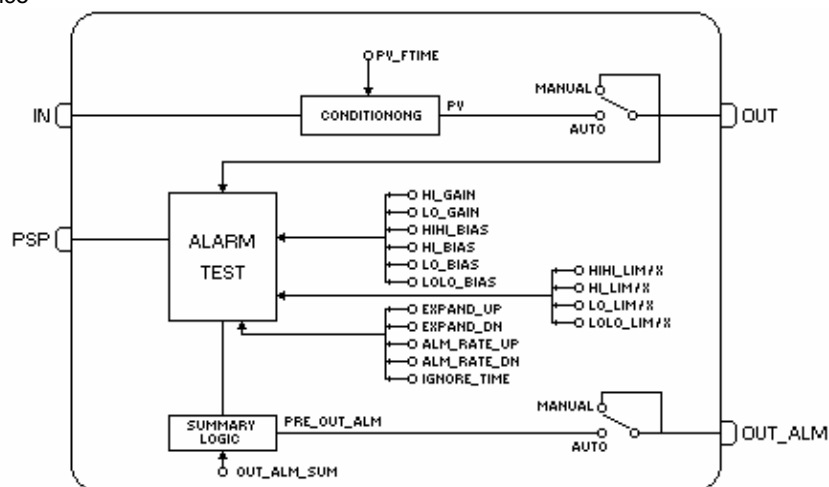 PV_FTIME
MANUAL
IN
CONDITIONONG
PV
OUT
AUTO
HI_GAIN
LO_GAIN
HIHI_BIAS
HI_BIAS
LO_BIAS
LOLO_BIAS
PSP
ALARM
TEST
HIHI_LIM/X
HI_LIM/X
LO_LIM/X
LOLO_LIM/X
EXPAND_UP
EXPAND_DN
ALM_RATE_UP
ALM_RATE_DN
IGNORE_TIME
MANUAL
SUMMARY
LOGIC
PRE_OUT_ALM
OUT_ALM
AUTO
OUT_ALM_SUM